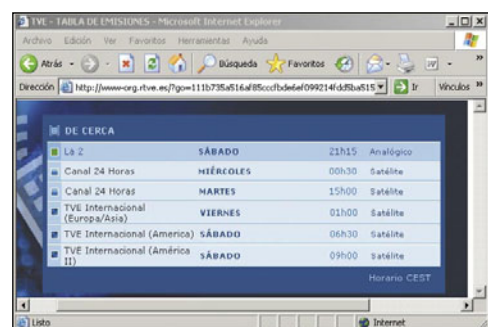 TVE - TABLA DE EMISIONES - Microsoft Internet Explorer
Archivo Edición Ver Favoritos Herramientas Ayuda
Atrás Búsqueda Favoritos
Dirección Ir Vínculos »
DE CERCA
La 2 SÁBADO 21h15 Analógico
Canal 24 Horas MIÉRCOLES 00h30 Satélite
Canal 24 Horas MARTES 15h00 Satélite
TVE Internacional
(Europa/Asia) VIERNES 01h00 Satélite
TVE Internacional (America) SÁBADO 06h30 Satélite
TVE Internacional (América
II) SÁBADO 09h00 Satélite
Horario CEST
Listo Internet